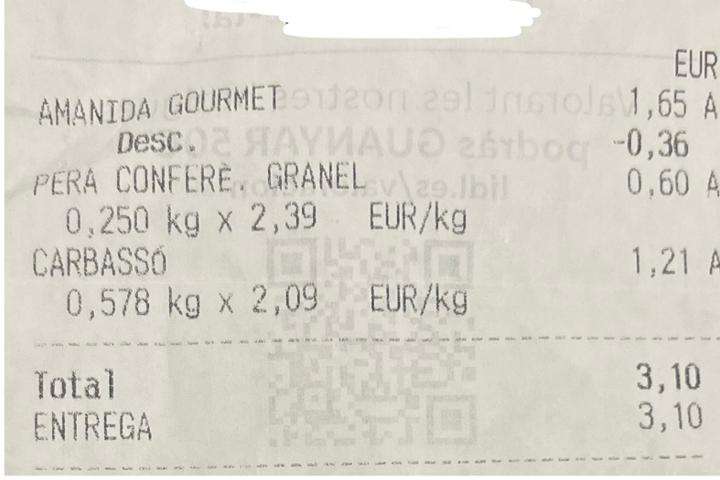 EUR
AMANIDA GOURMET 1,65 A
Desc. -0,36
PERA CONFERÈ. GRANEL 0,60 A
0,250 kg x 2,39 EUR/kg
CARBASSÓ 1,21 A
0,578 kg x 2,09 EUR/kg
Total 3,10
ENTREGA 3,10